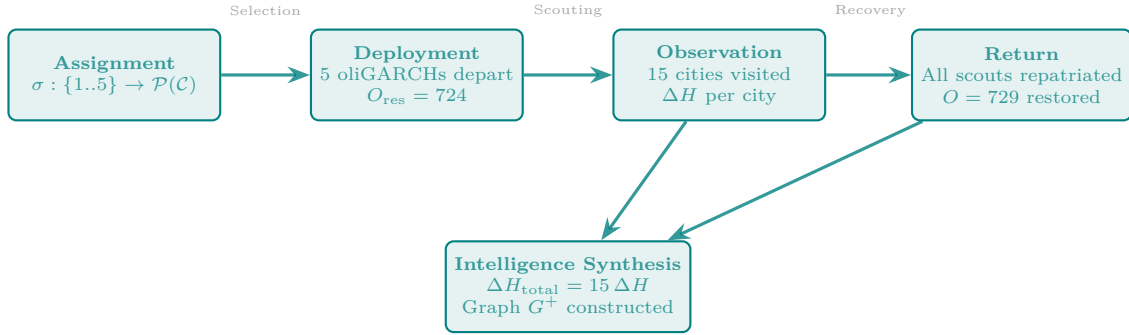 Selection
Scouting
Recovery
Assignment
σ : {1..5} → 𝒫(𝒞)
Deployment
5 oliGARCHs depart
O_res = 724
Observation
15 cities visited
ΔH per city
Return
All scouts repatriated
O = 729 restored
Intelligence Synthesis
ΔH_total = 15 ΔH
Graph G⁺ constructed